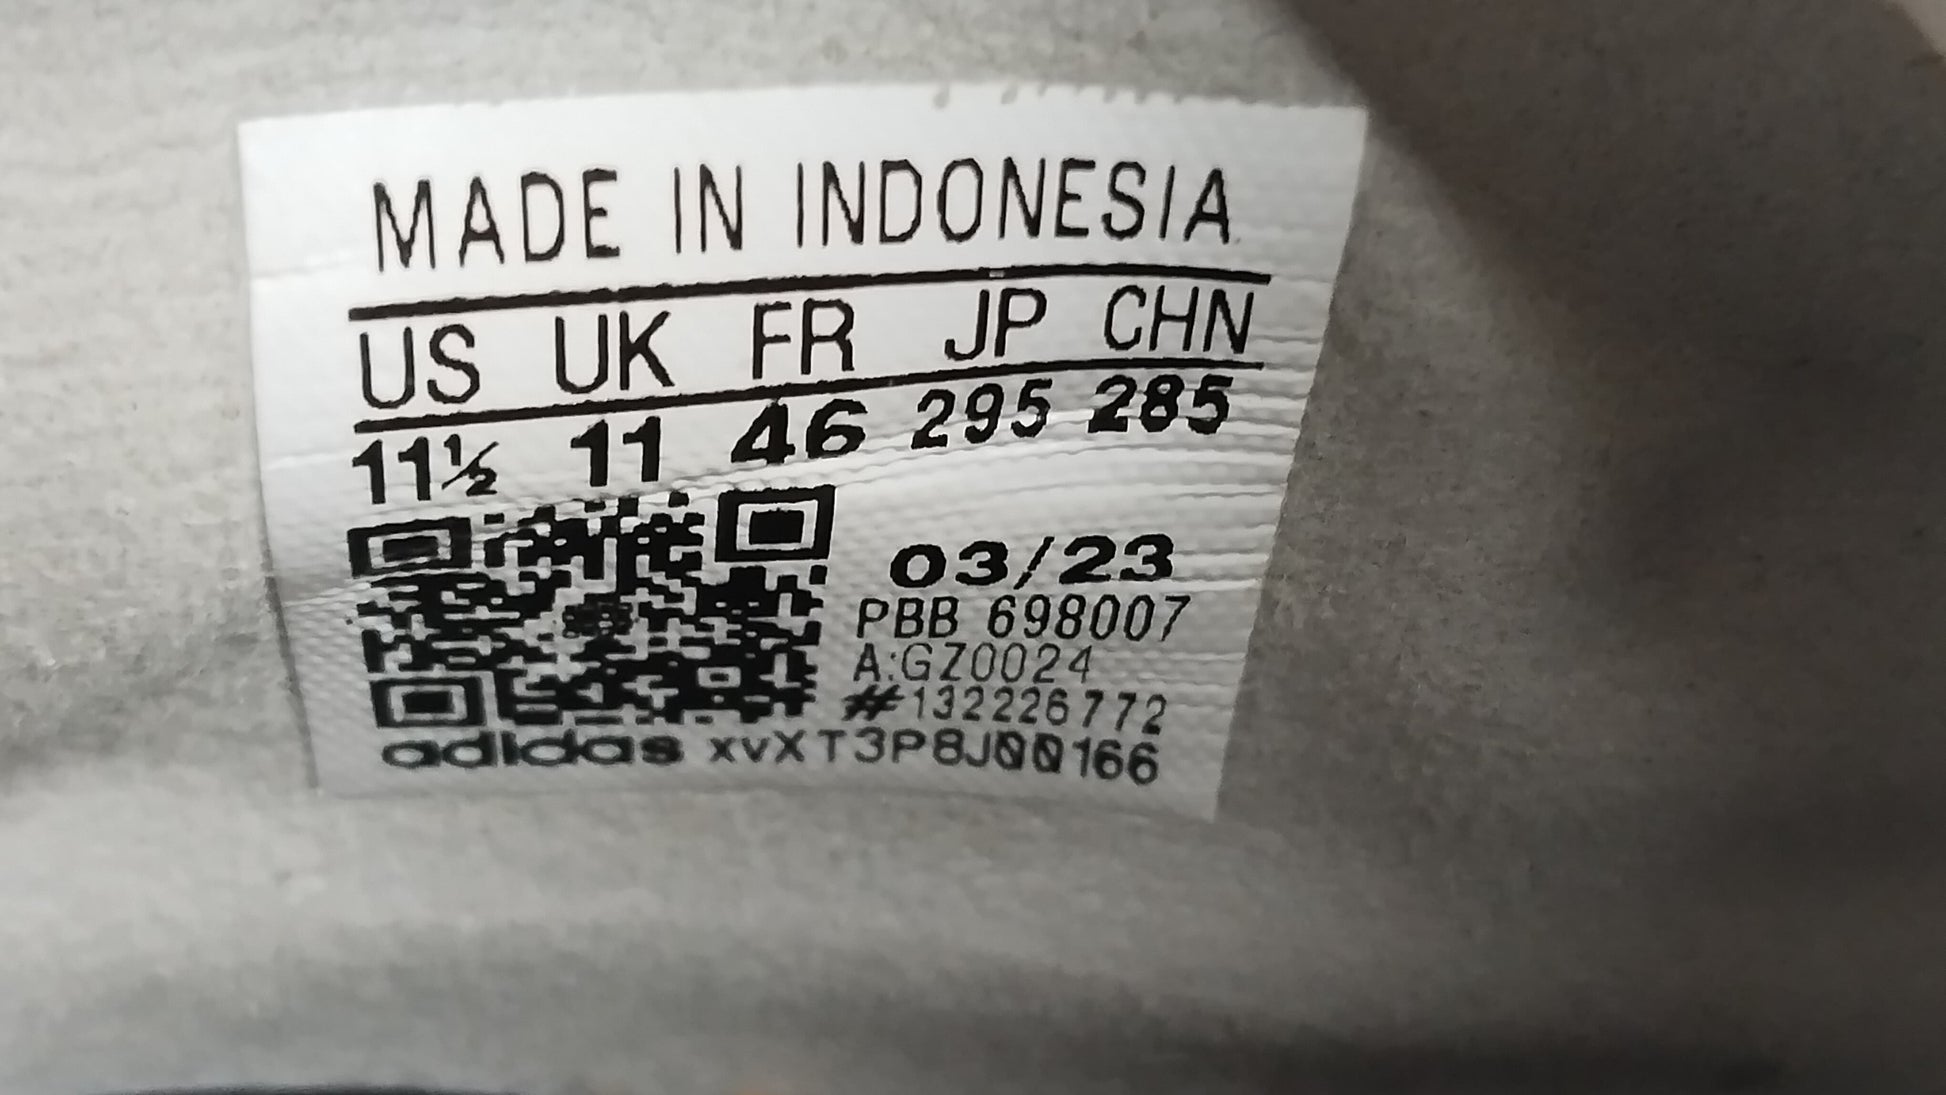 MADE IN INDONESIA
US UK FR JP CHN
11½ 11 46 295 285
03/23
PBB 698007
A:GZ0024
#132226772
adidas xvXT3P8J00166